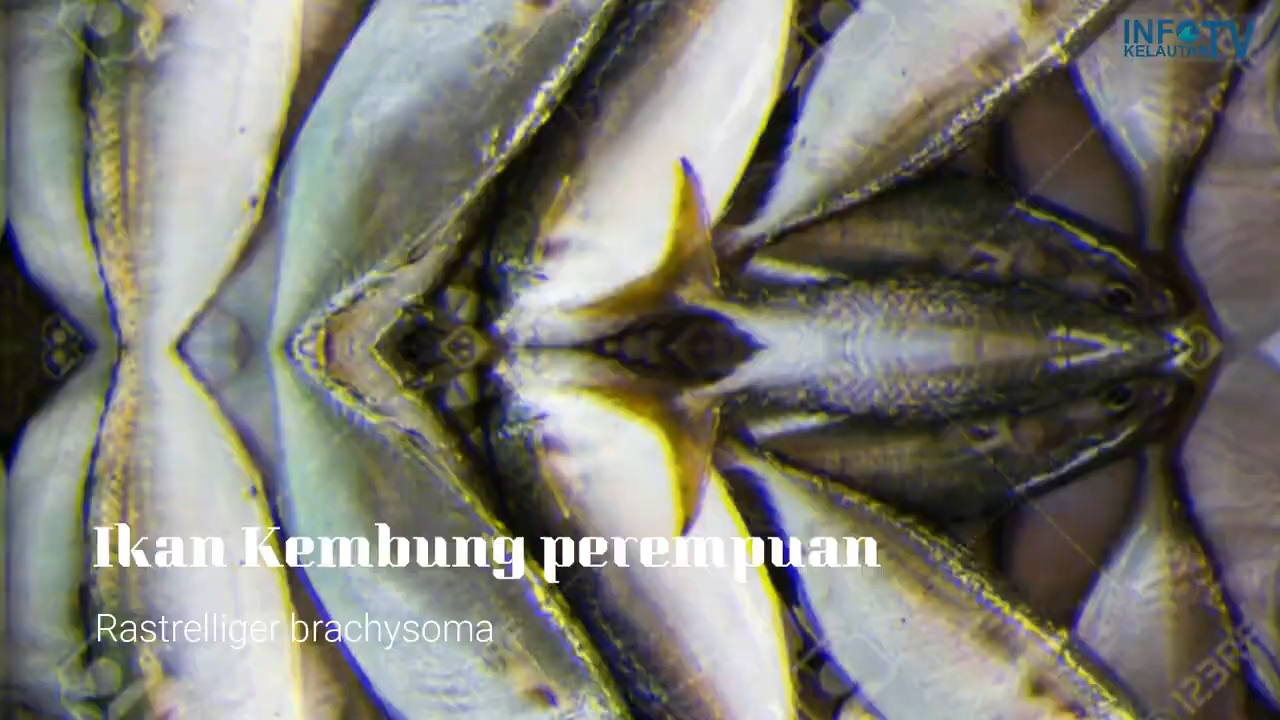 INFO TV
KELAUTAN
Ikan Kembung perempuan
Rastrelliger brachysoma